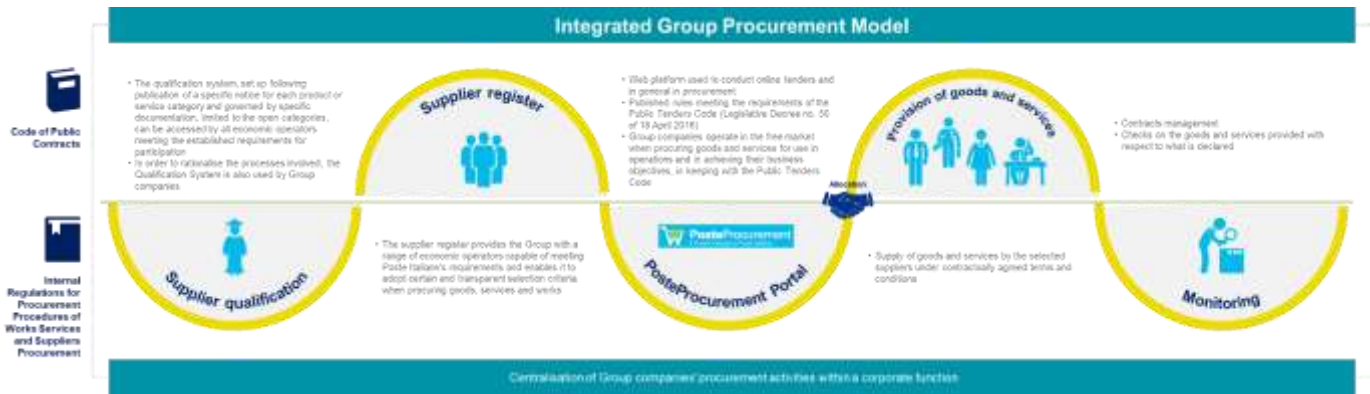 Integrated Group Procurement Model
Code of Public
Contracts
• The qualification system, set up following
publication of a specific notice for each product or
service category and governed by specific
documentation, limited to the open categories,
can be accessed by all economic operators
meeting the established requirements for
participation
• In order to rationalise the processes involved, the
Qualification System is also used by Group
companies
Supplier register
• Web platform used to conduct online tenders and
in general in procurement
• Published rules meeting the requirements of the
Public Tenders Code (Legislative Decree no. 50
of 18 April 2016)
• Group companies operate in the free market
when procuring goods and services for use in
operations and in achieving their business
objectives, in keeping with the Public Tenders
Code
Provision of goods and services
• Contracts management
• Checks on the goods and services provided with
respect to what is declared
Allocation
Internal
Regulations for
Procurement
Procedures of
Works Services
and Suppliers
Procurement
Supplier qualification
• The supplier register provides the Group with a
range of economic operators capable of meeting
Poste Italiane's requirements and enables it to
adopt certain and transparent selection criteria
when procuring goods, services and works
PosteProcurement
PosteProcurement Portal
• Supply of goods and services by the selected
suppliers under contractually agreed terms and
conditions
Monitoring
Centralisation of Group companies' procurement activities within a corporate function